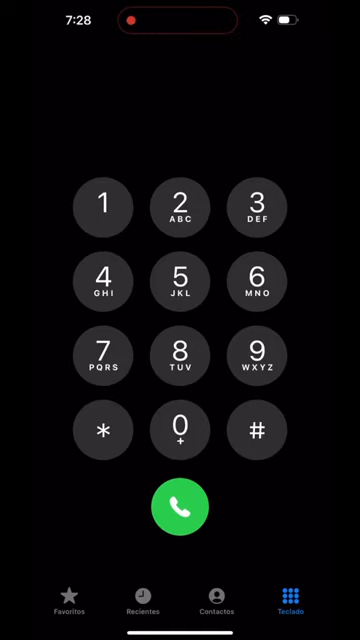 7:28
1 2 3
ABC DEF
4 5 6
GHI JKL MNO
7 8 9
PQRS TUV WXYZ
* 0 #
+
Favoritos Recientes Contactos Teclado